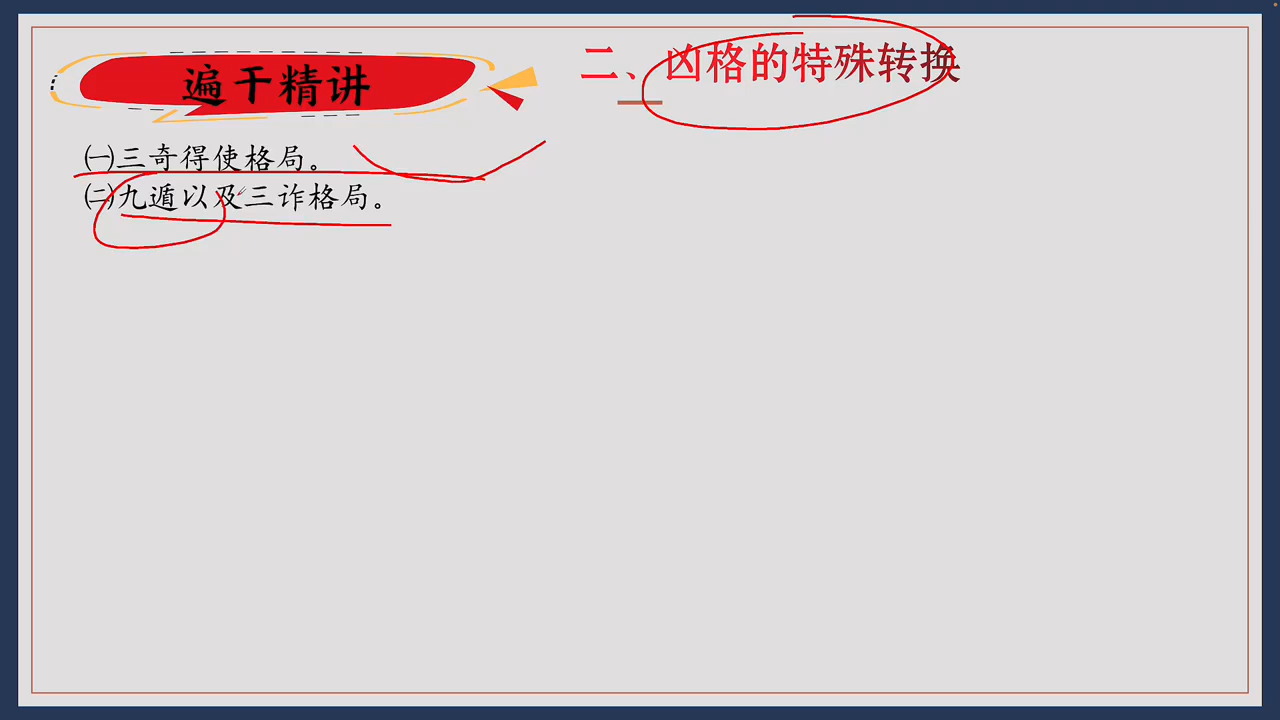 遍干精讲
二、凶格的特殊转换
㈠三奇得使格局。
㈡九遁以及三诈格局。